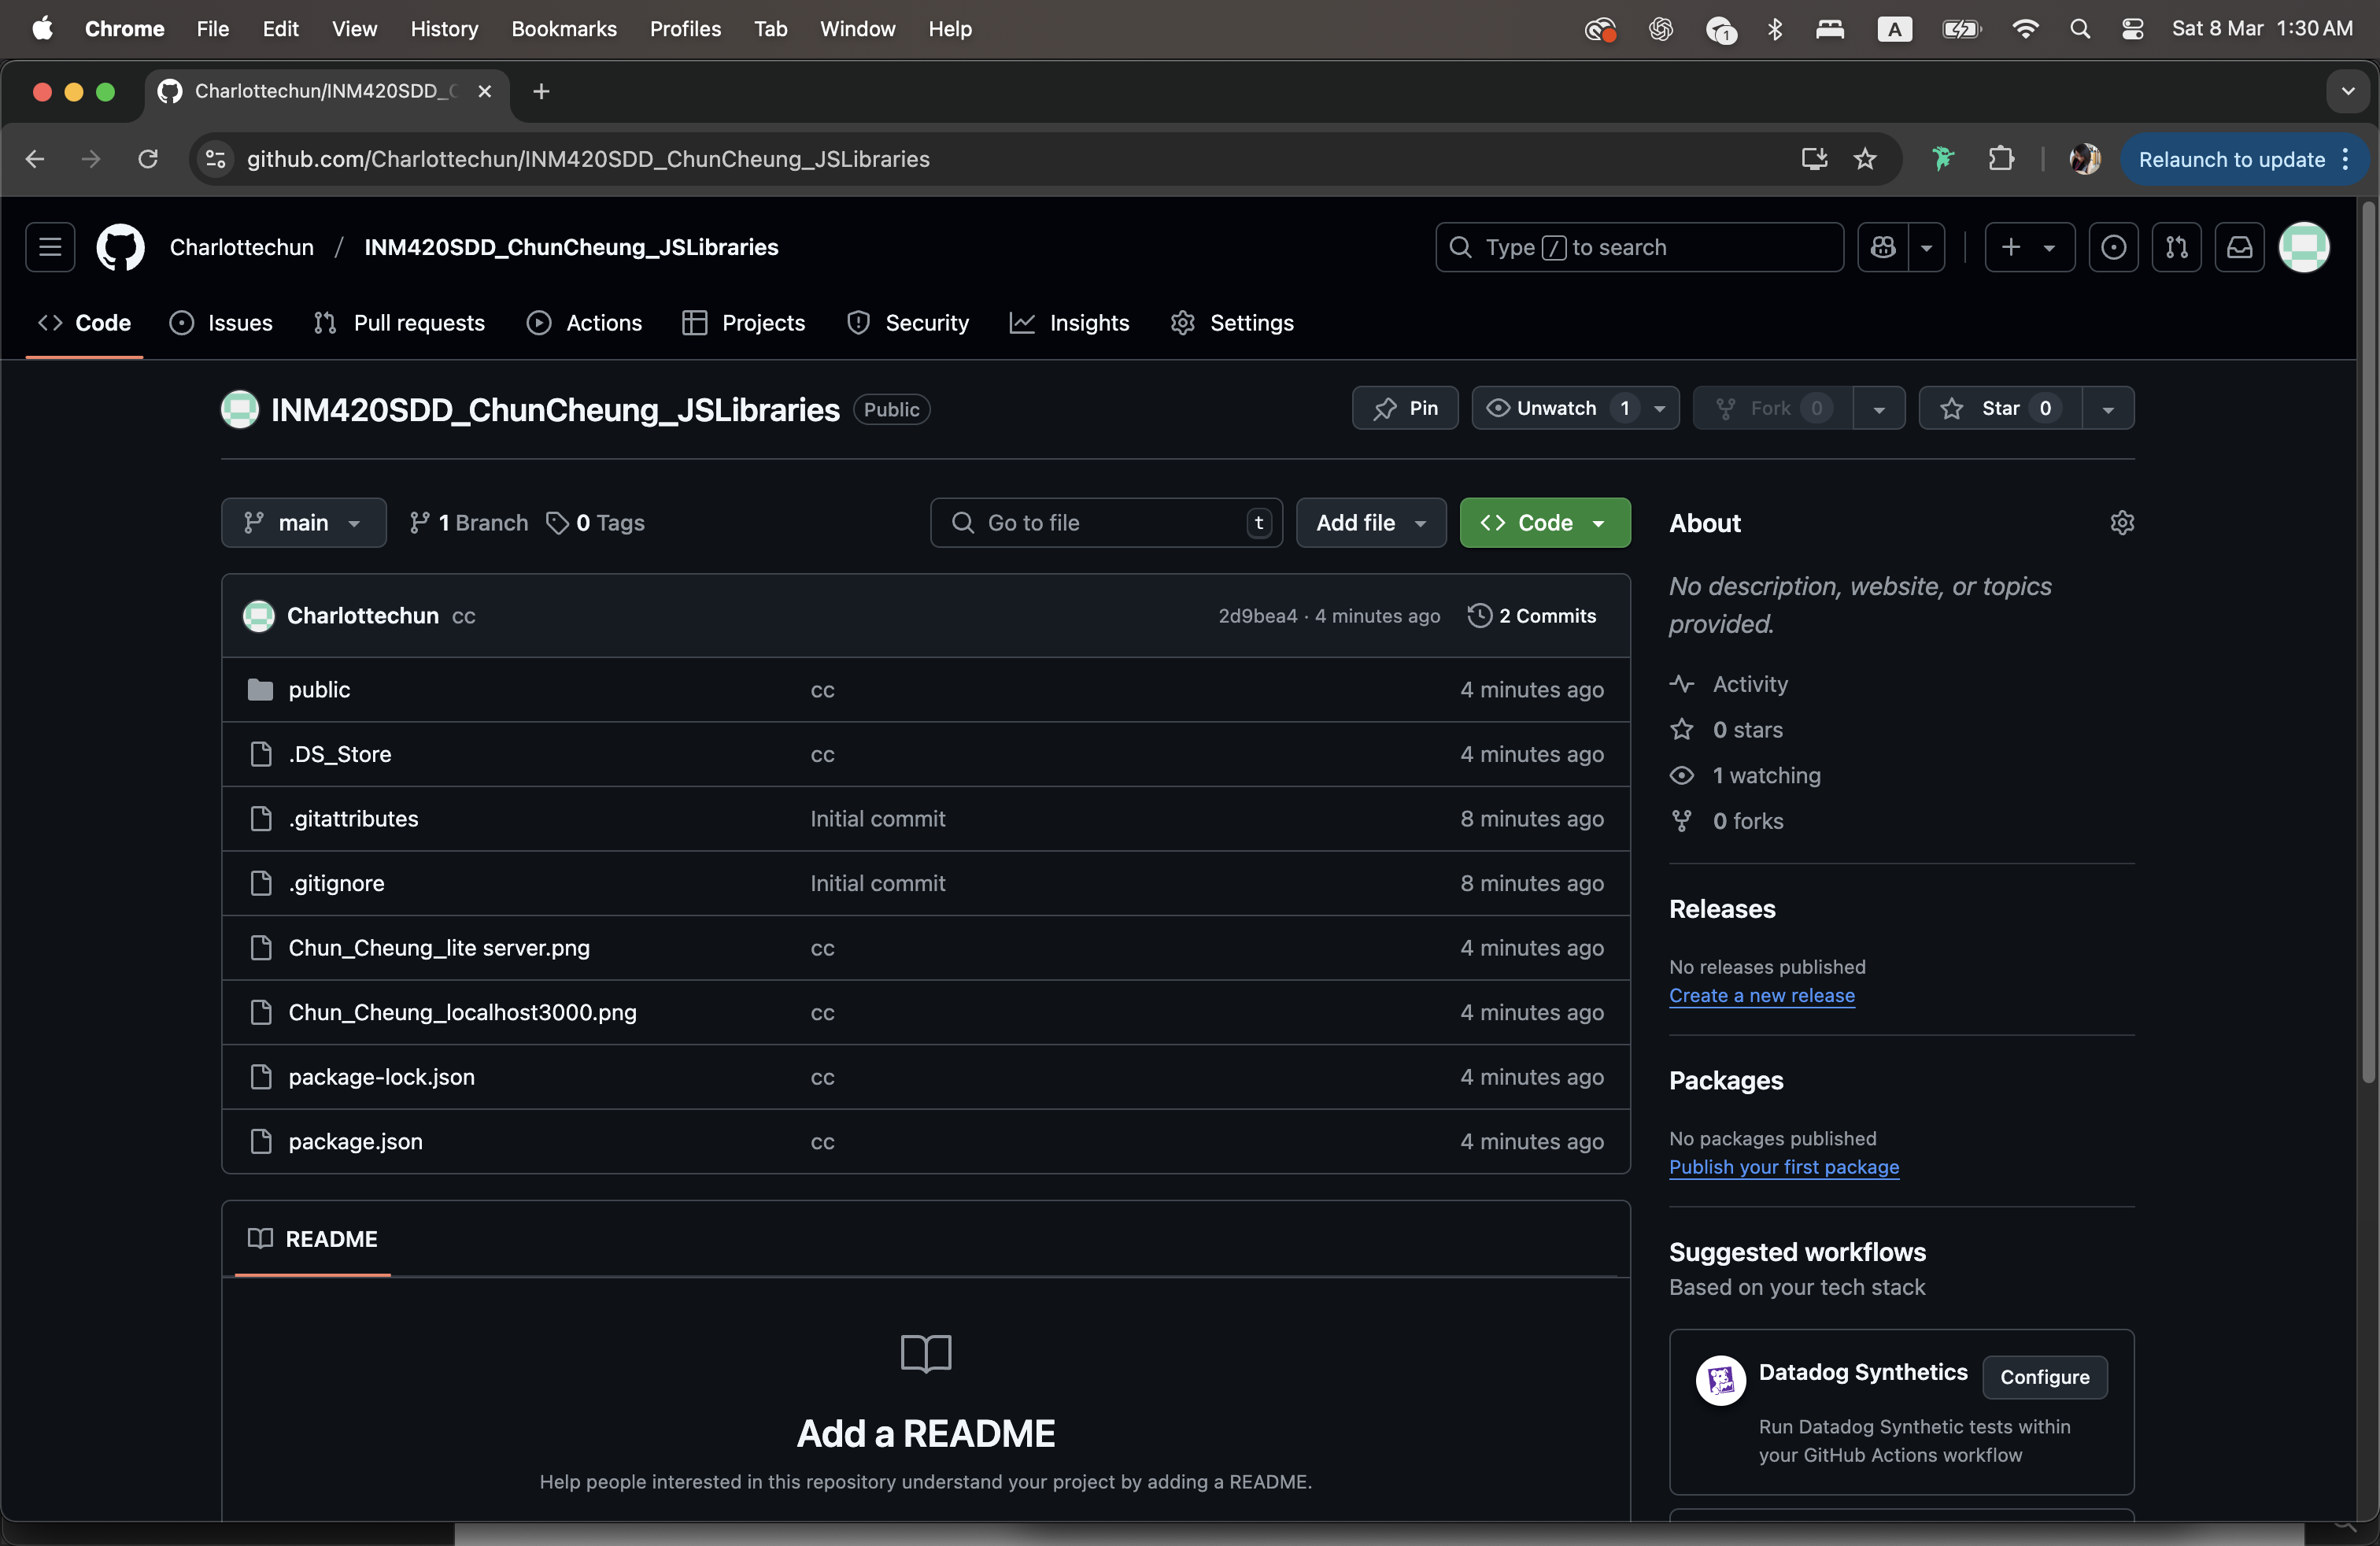 Chrome File Edit View History Bookmarks Profiles Tab Window Help 1 A Sat 8 Mar 1:30 AM
Charlottechun/INM420SDD_
github.com/Charlottechun/INM420SDD_ChunCheung_JSLibraries Relaunch to update
Charlottechun / INM420SDD_ChunCheung_JSLibraries Type / to search
Code Issues Pull requests Actions Projects Security Insights Settings
INM420SDD_ChunCheung_JSLibraries Public Pin Unwatch 1 Fork 0 Star 0
main 1 Branch 0 Tags Go to file t Add file Code
Charlottechun cc 2d9bea4 · 4 minutes ago 2 Commits
public cc 4 minutes ago
.DS_Store cc 4 minutes ago
.gitattributes Initial commit 8 minutes ago
.gitignore Initial commit 8 minutes ago
Chun_Cheung_lite server.png cc 4 minutes ago
Chun_Cheung_localhost3000.png cc 4 minutes ago
package-lock.json cc 4 minutes ago
package.json cc 4 minutes ago
README
Add a README
Help people interested in this repository understand your project by adding a README.
About
No description, website, or topics
provided.
Activity
0 stars
1 watching
0 forks
Releases
No releases published
Create a new release
Packages
No packages published
Publish your first package
Suggested workflows
Based on your tech stack
Datadog Synthetics Configure
Run Datadog Synthetic tests within
your GitHub Actions workflow